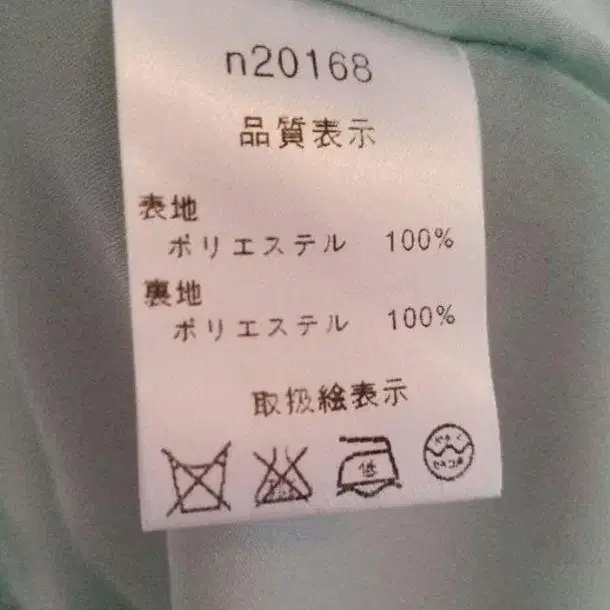 n20168
品質表示
表地
ポリエステル 100%
裏地
ポリエステル 100%
取扱絵表示
低